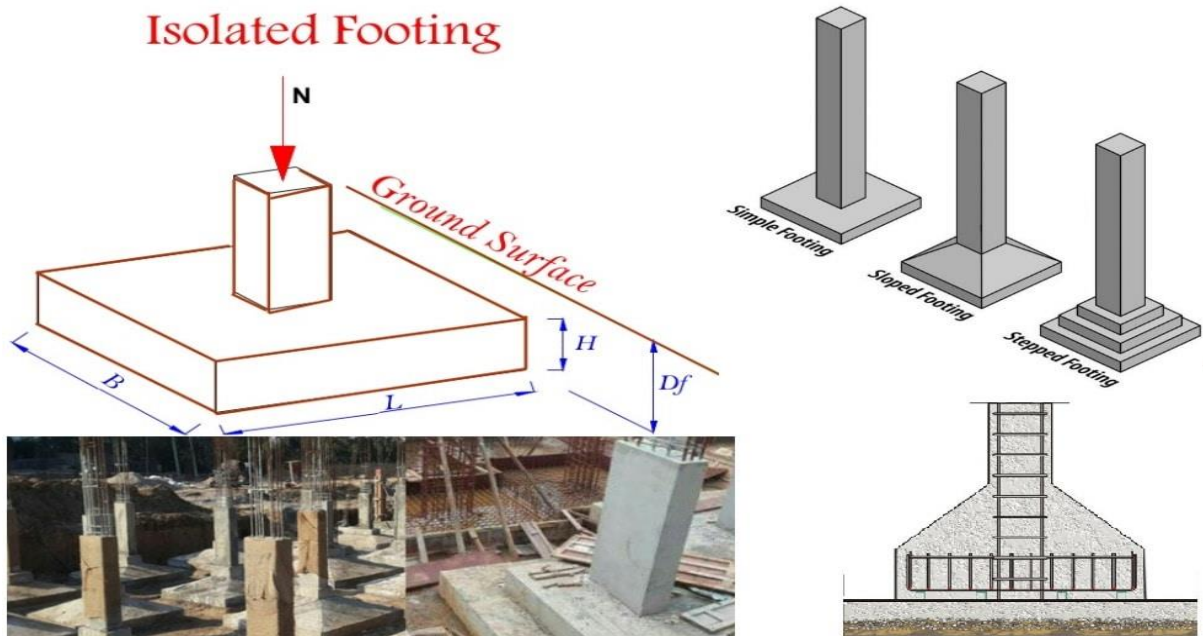 Isolated Footing
N
Ground Surface
H
Df
B
L
Simple Footing
Sloped Footing
Stepped Footing